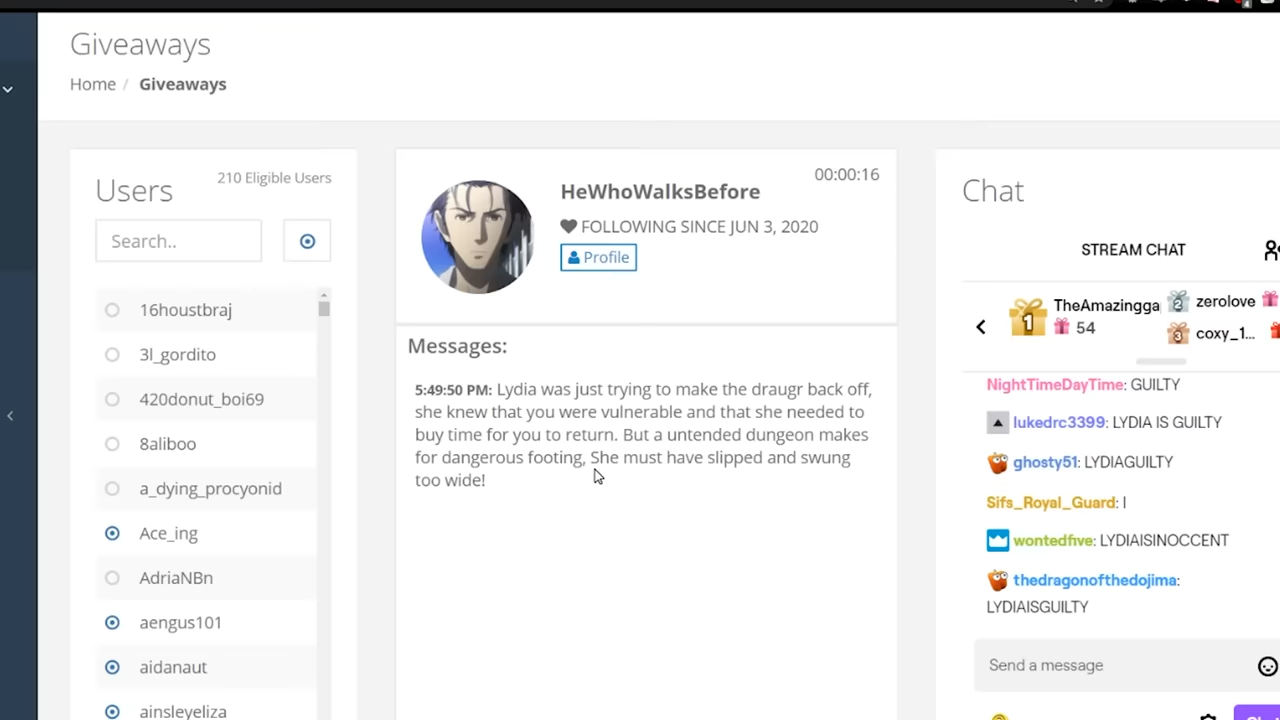 Giveaways
Home / Giveaways
Users
210 Eligible Users
Search..
16houstbraj
3l_gordito
420donut_boi69
8aliboo
a_dying_procyonid
Ace_ing
AdriaNBn
aengus101
aidanaut
ainsleyeliza
00:00:16
HeWhoWalksBefore
FOLLOWING SINCE JUN 3, 2020
Profile
Messages:
5:49:50 PM: Lydia was just trying to make the draugr back off,
she knew that you were vulnerable and that she needed to
buy time for you to return. But a untended dungeon makes
for dangerous footing, She must have slipped and swung
too wide!
Chat
STREAM CHAT
1 TheAmazingga
54
2 zerolove
3 coxy_1...
NightTimeDayTime: GUILTY
lukedrc3399: LYDIA IS GUILTY
ghosty51: LYDIAGUILTY
Sifs_Royal_Guard: I
wontedfive: LYDIAISINOCCENT
thedragonofthedojima:
LYDIAISGUILTY
Send a message